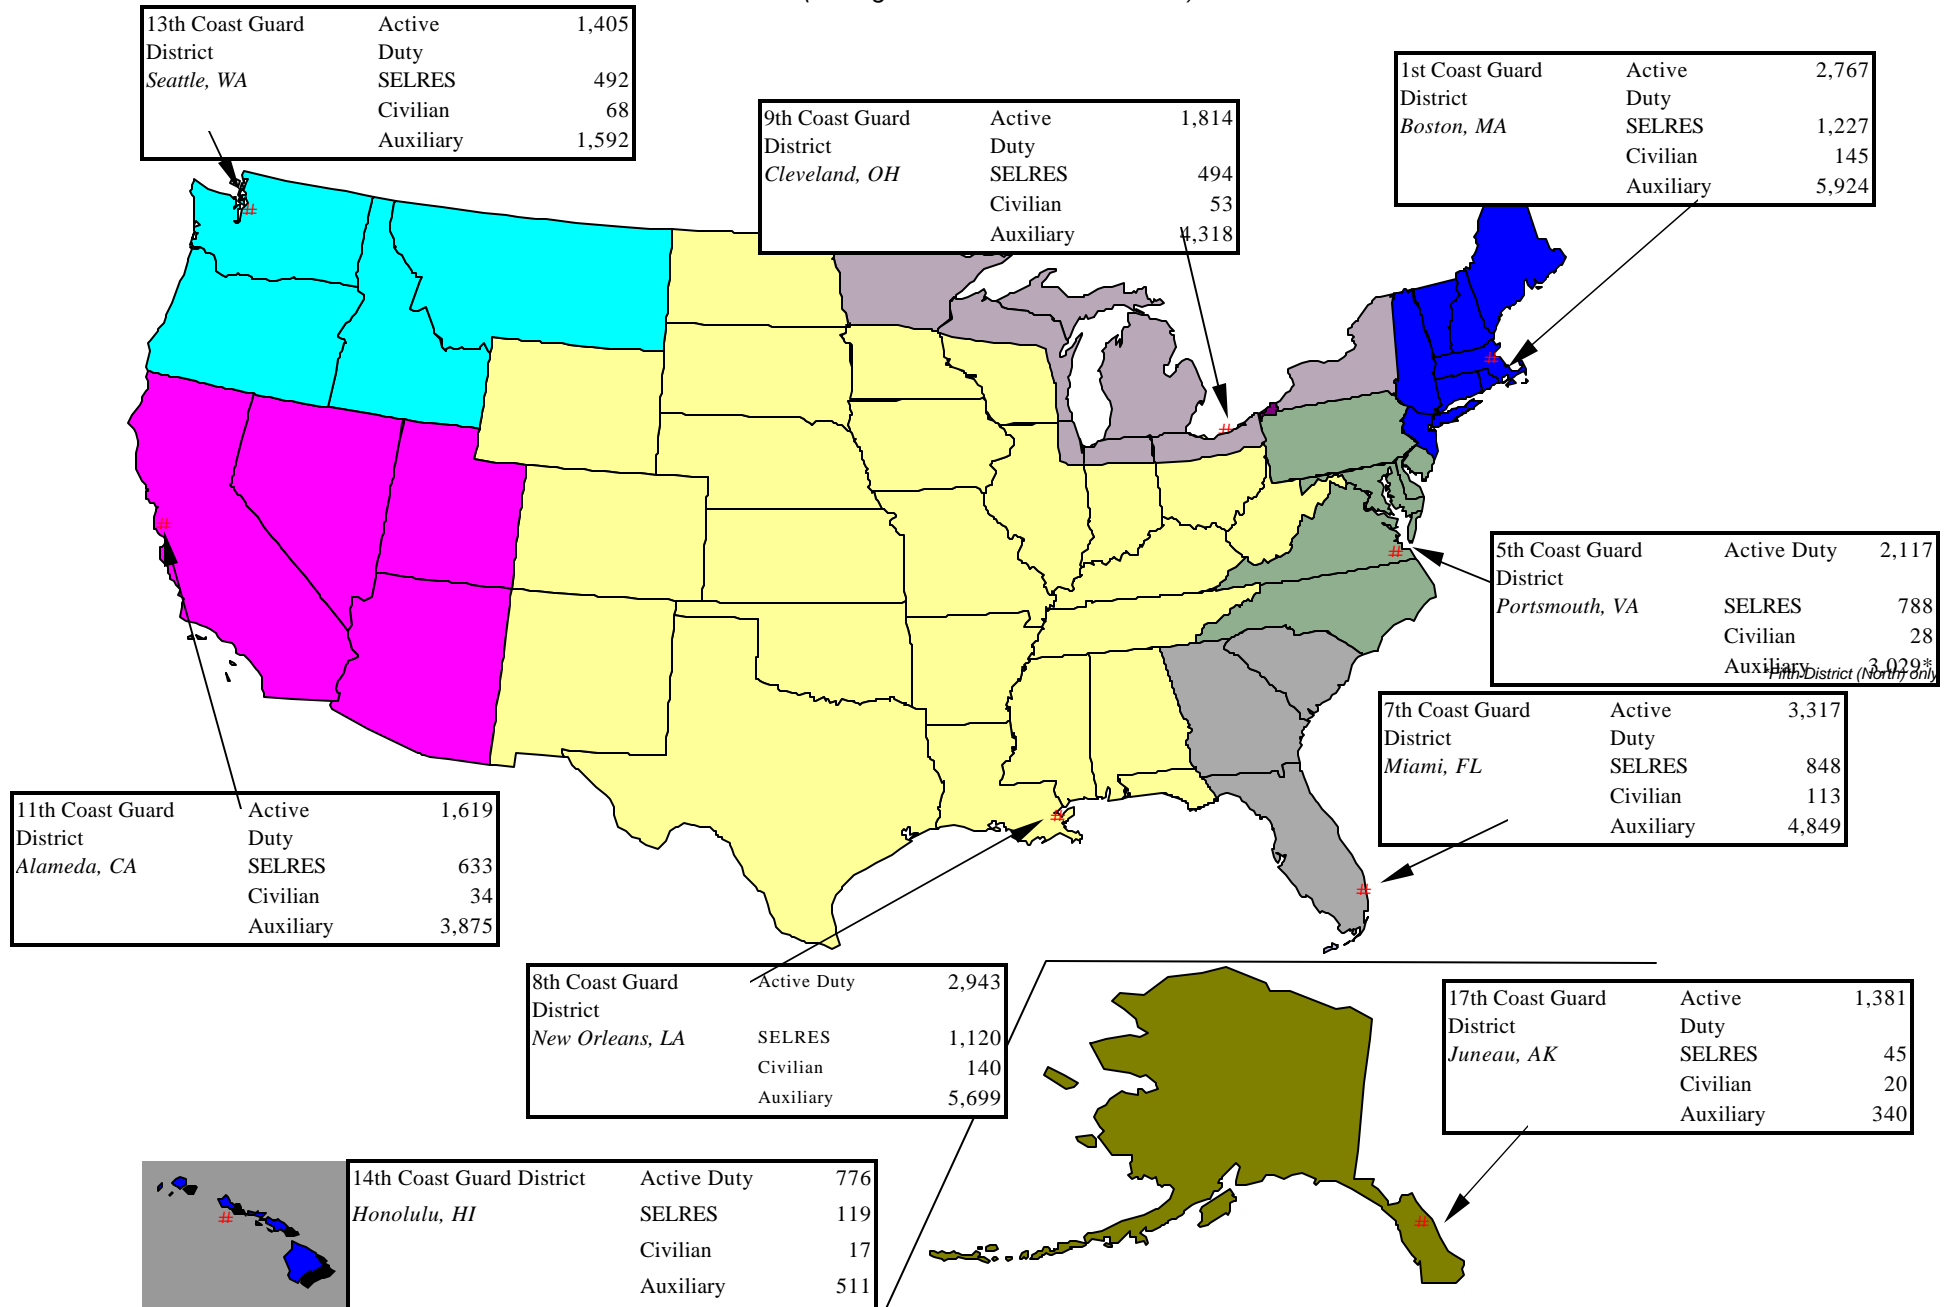 13th Coast Guard District
Seattle, WA
Active Duty 1,405
SELRES 492
Civilian 68
Auxiliary 1,592
9th Coast Guard District
Cleveland, OH
Active Duty 1,814
SELRES 494
Civilian 53
Auxiliary 4,318
1st Coast Guard District
Boston, MA
Active Duty 2,767
SELRES 1,227
Civilian 145
Auxiliary 5,924
#
#
#
#
#
5th Coast Guard District
Portsmouth, VA
Active Duty 2,117
SELRES 788
Civilian 28
Auxiliary 3,029*
*Fifth District (North) only
7th Coast Guard District
Miami, FL
Active Duty 3,317
SELRES 848
Civilian 113
Auxiliary 4,849
11th Coast Guard District
Alameda, CA
Active Duty 1,619
SELRES 633
Civilian 34
Auxiliary 3,875
#
#
8th Coast Guard District
New Orleans, LA
Active Duty 2,943
SELRES 1,120
Civilian 140
Auxiliary 5,699
17th Coast Guard District
Juneau, AK
Active Duty 1,381
SELRES 45
Civilian 20
Auxiliary 340
14th Coast Guard District
Honolulu, HI
Active Duty 776
SELRES 119
Civilian 17
Auxiliary 511
#
#